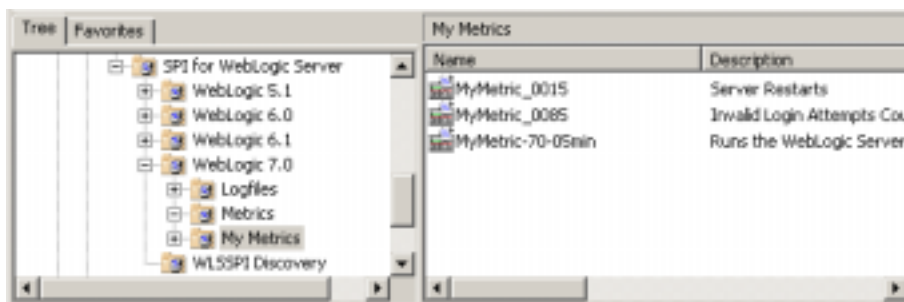 Tree Favorites
SPI for WebLogic Server
WebLogic 5.1
WebLogic 6.0
WebLogic 6.1
WebLogic 7.0
Logfiles
Metrics
My Metrics
WLSSPI Discovery
My Metrics
Name Description
MyMetric_0015 Server Restarts
MyMetric_0085 Invalid Login Attempts Cou
MyMetric-70-05min Runs the WebLogic Server